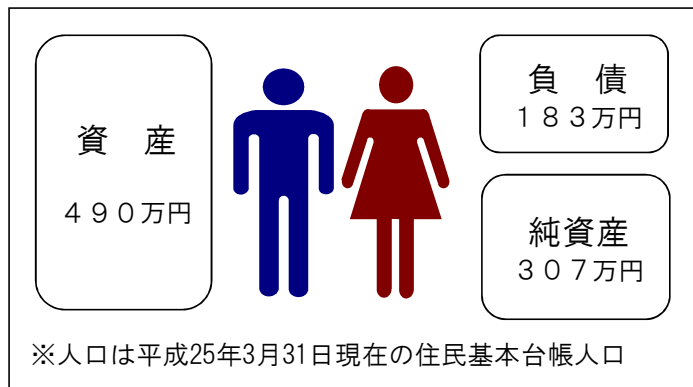 資　産
４９０万円
負　債
１８３万円
純資産
３０７万円
※人口は平成25年3月31日現在の住民基本台帳人口